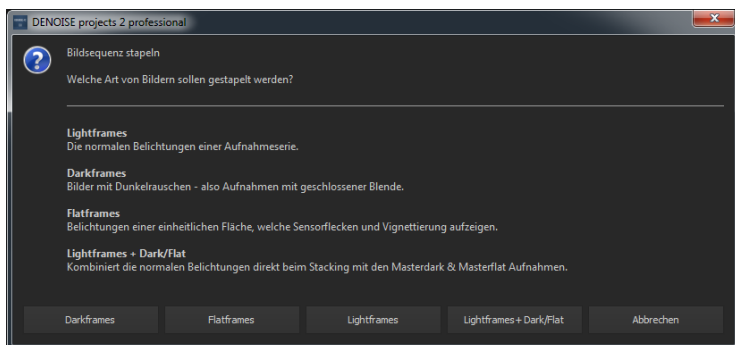 DENOISE projects 2 professional
Bildsequenz stapeln
Welche Art von Bildern sollen gestapelt werden?
Lightframes
Die normalen Belichtungen einer Aufnahmeserie.
Darkframes
Bilder mit Dunkelrauschen - also Aufnahmen mit geschlossener Blende.
Flatframes
Belichtungen einer einheitlichen Fläche, welche Sensorflecken und Vignettierung aufzeigen.
Lightframes + Dark/Flat
Kombiniert die normalen Belichtungen direkt beim Stacking mit den Masterdark & Masterflat Aufnahmen.
Darkframes Flatframes Lightframes Lightframes+ Dark/Flat Abbrechen